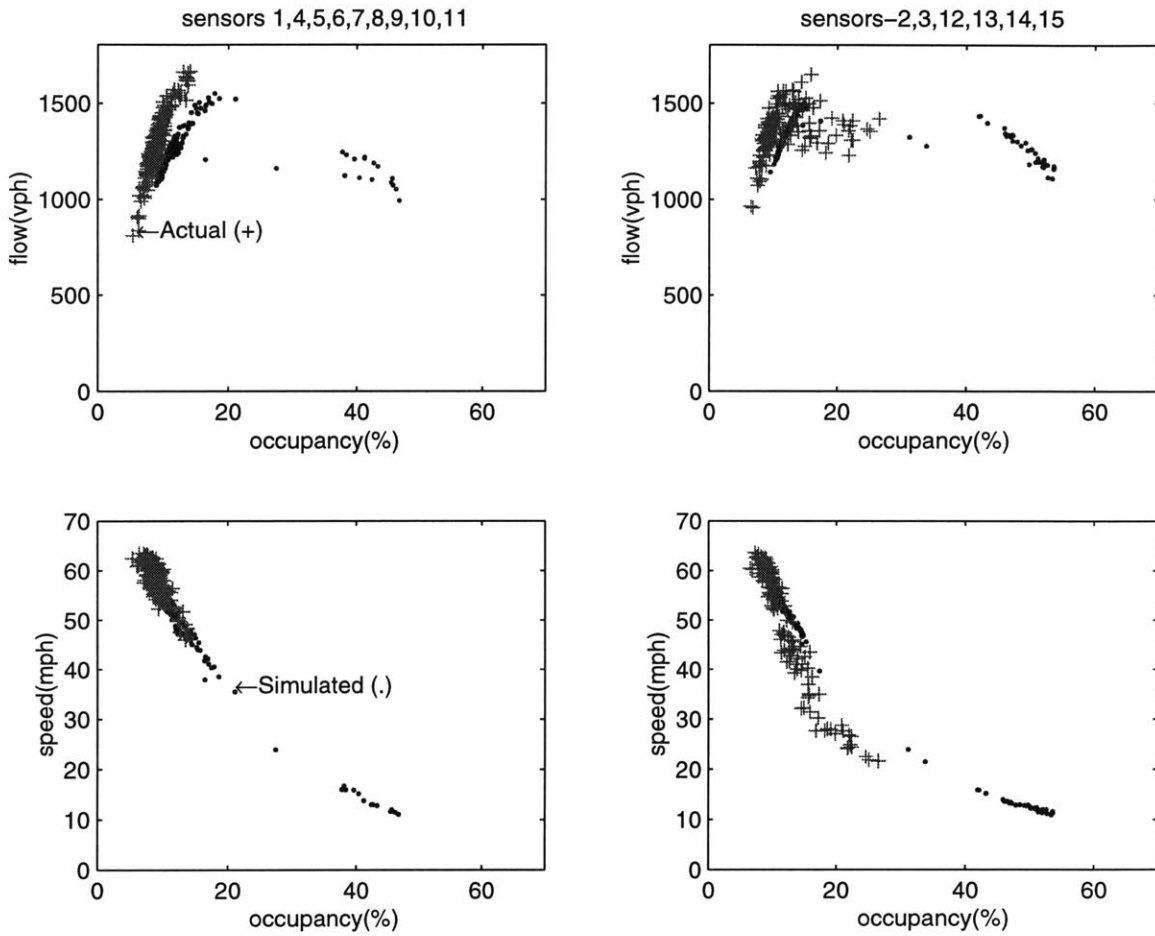 sensors 1,4,5,6,7,8,9,10,11
1500
1000
500
0
flow(vph)
←Actual (+)
0 20 40 60
occupancy(%)
sensors-2,3,12,13,14,15
1500
1000
500
0
flow(vph)
0 20 40 60
occupancy(%)
70
60
50
40
30
20
10
0
speed(mph)
←Simulated (.)
0 20 40 60
occupancy(%)
70
60
50
40
30
20
10
0
speed(mph)
0 20 40 60
occupancy(%)